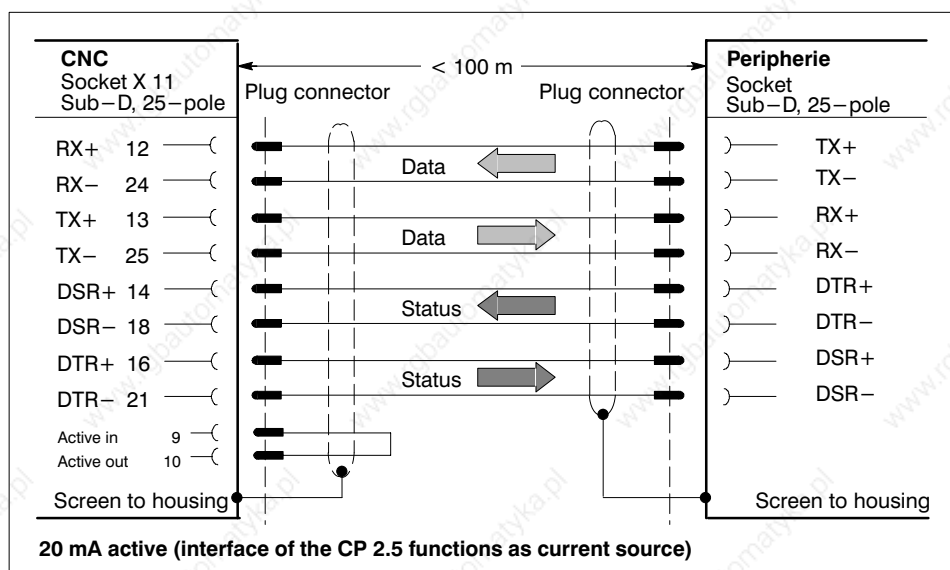 CNC
Socket X 11
Sub–D, 25–pole
< 100 m
Peripherie
Socket
Sub–D, 25–pole
Plug connector
Plug connector
RX+ 12
Data
TX+
RX– 24
TX–
TX+ 13
Data
RX+
TX– 25
RX–
DSR+ 14
Status
DTR+
DSR– 18
DTR–
DTR+ 16
Status
DSR+
DTR– 21
DSR–
Active in 9
Active out 10
Screen to housing
Screen to housing
20 mA active (interface of the CP 2.5 functions as current source)
www.rgbautomatyka.pl